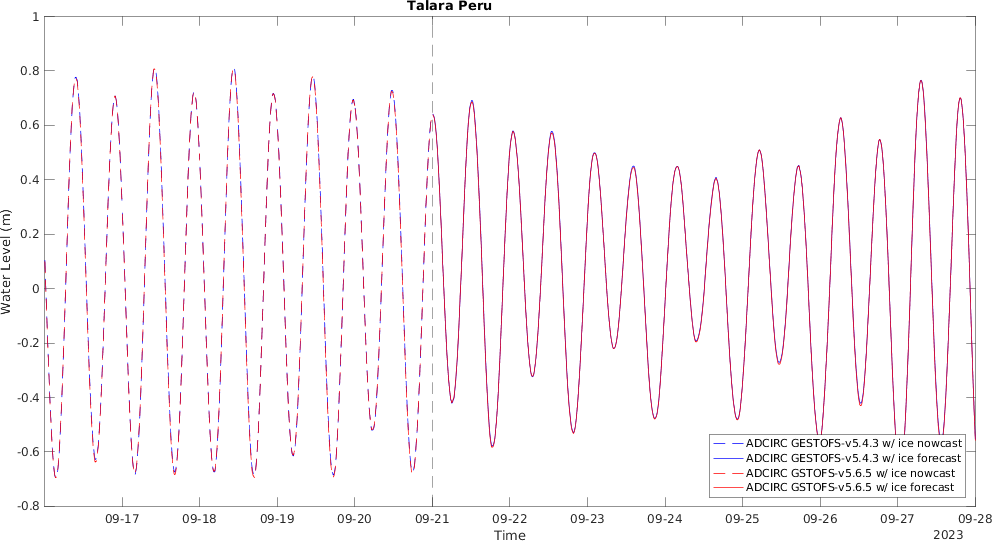 Talara Peru
1
0.8
0.6
0.4
0.2
0
-0.2
-0.4
-0.6
-0.8
Water Level (m)
ADCIRC GESTOFS-v5.4.3 w/ ice nowcast
ADCIRC GESTOFS-v5.4.3 w/ ice forecast
ADCIRC GSTOFS-v5.6.5 w/ ice nowcast
ADCIRC GSTOFS-v5.6.5 w/ ice forecast
09-17 09-18 09-19 09-20 09-21 09-22 09-23 09-24 09-25 09-26 09-27 09-28
Time
2023